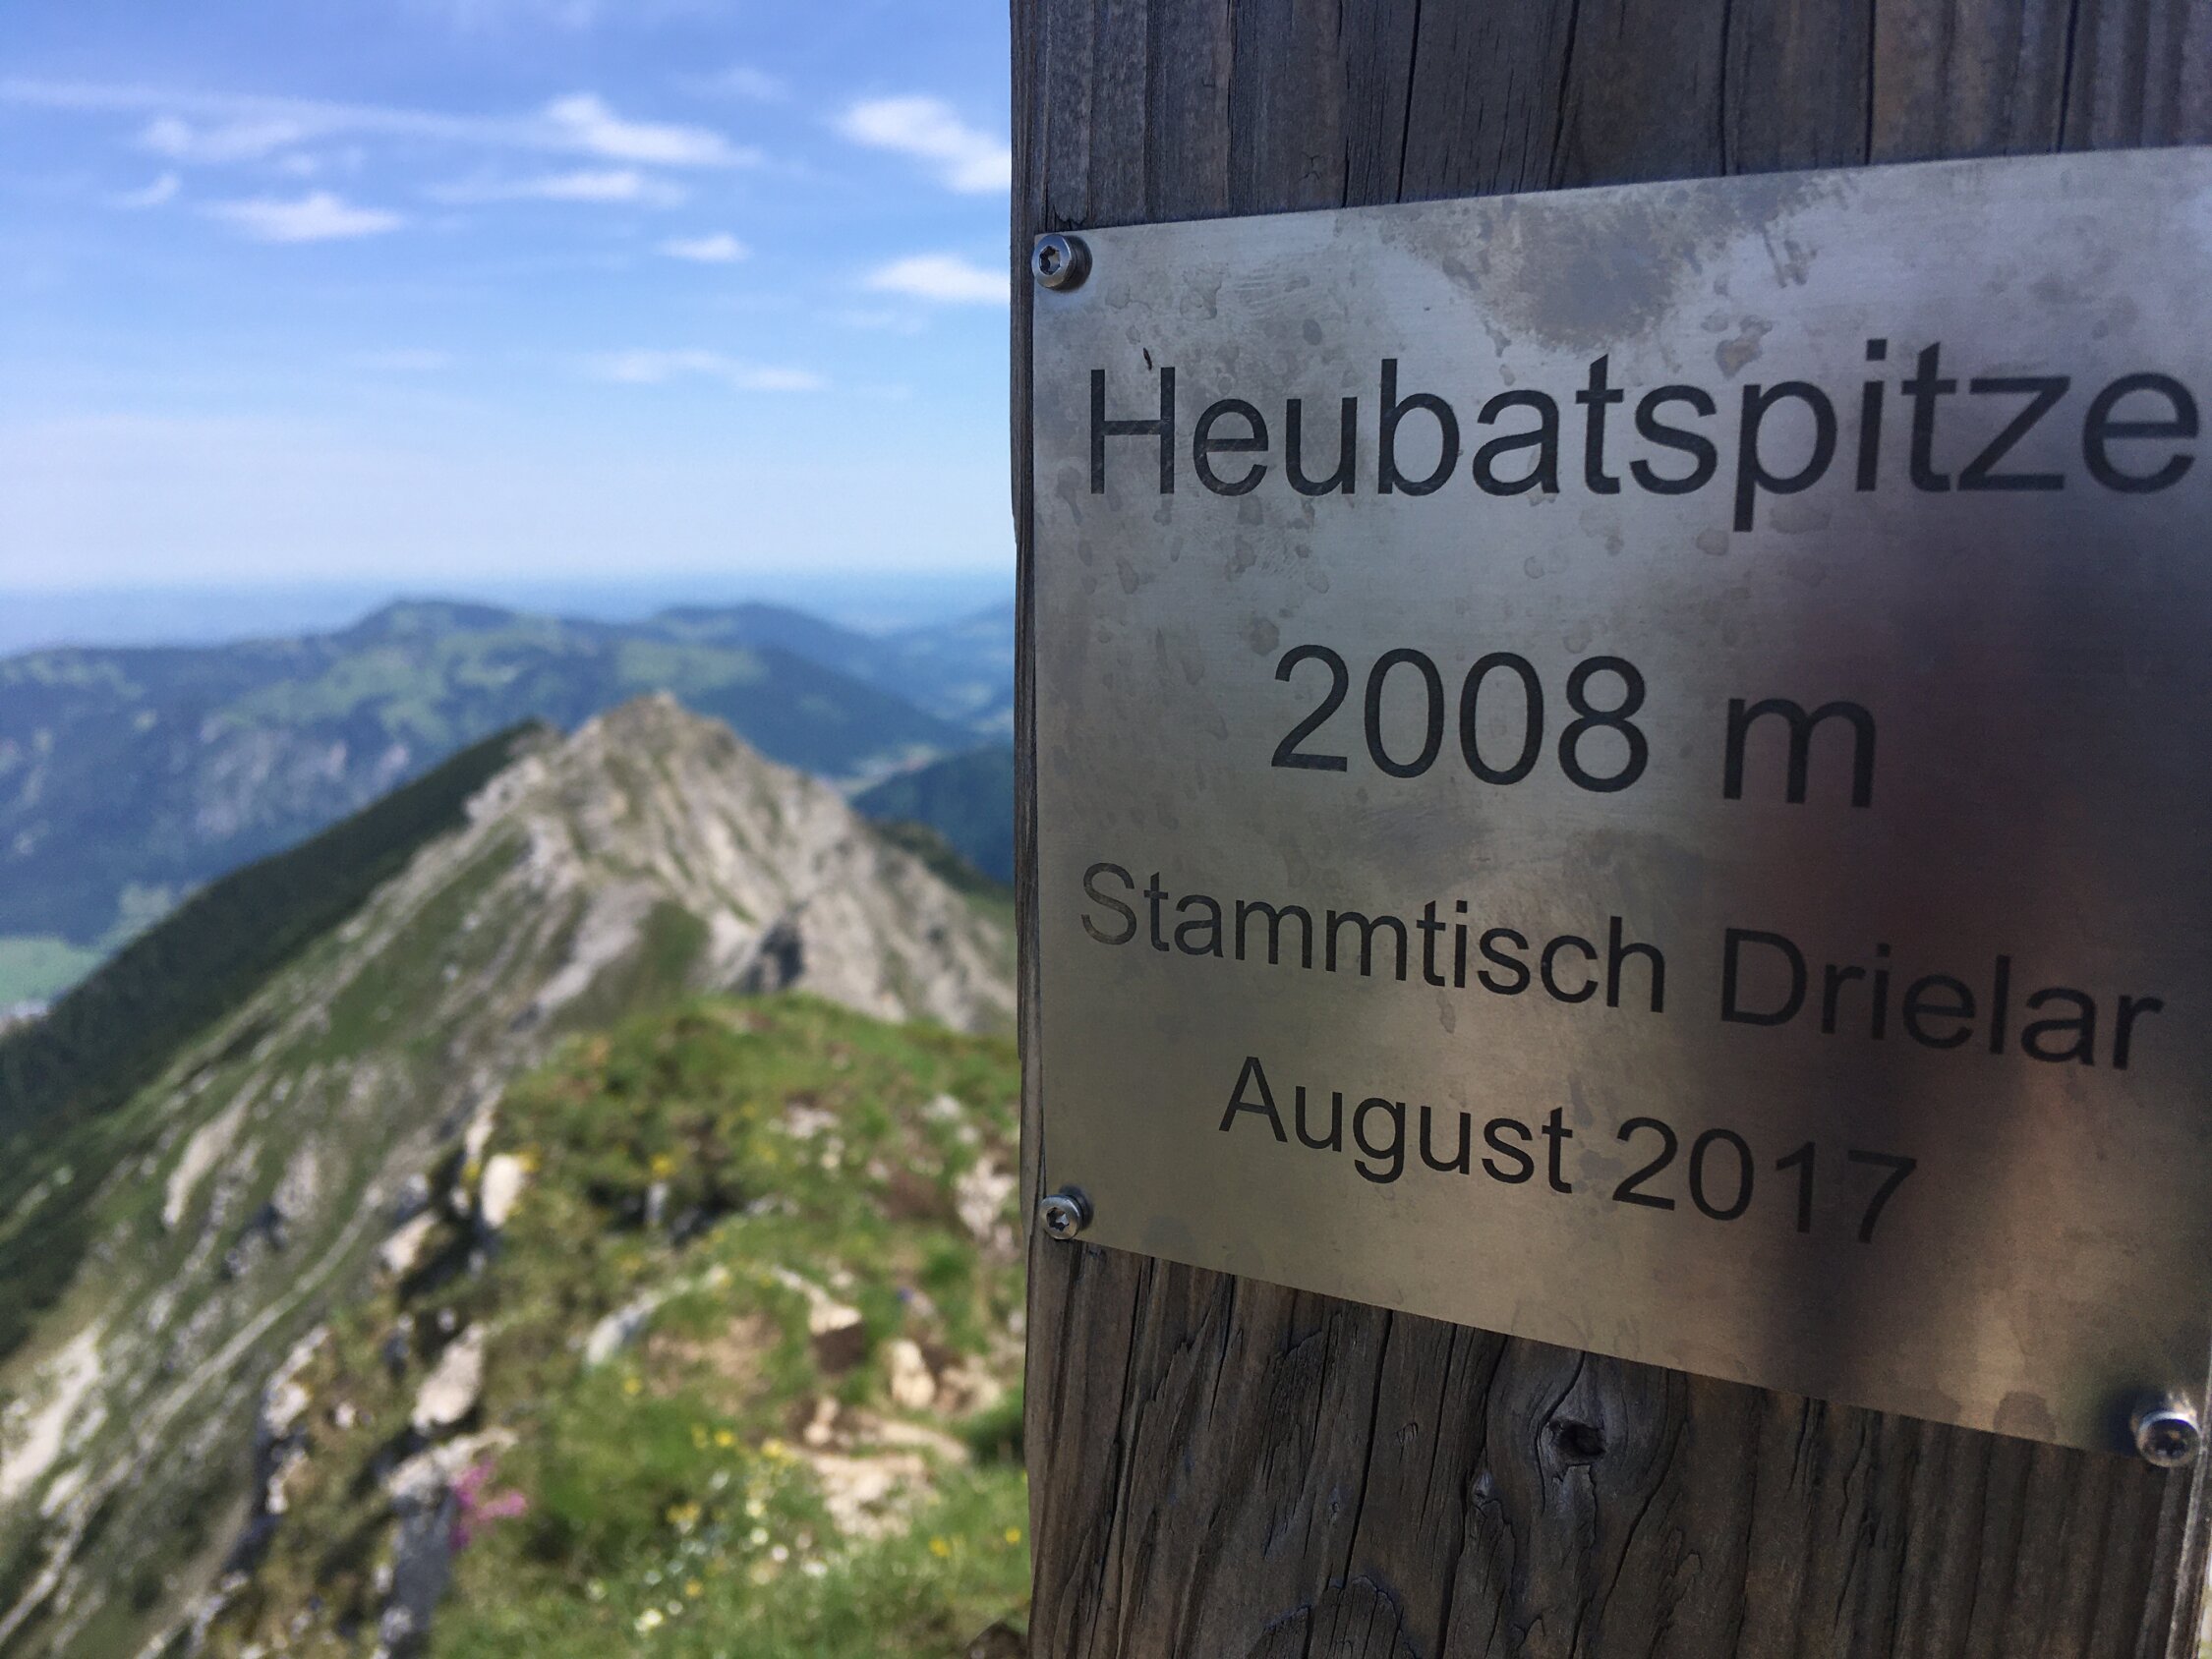 Heubatspitze
2008 m
Stammtisch Drielar
August 2017